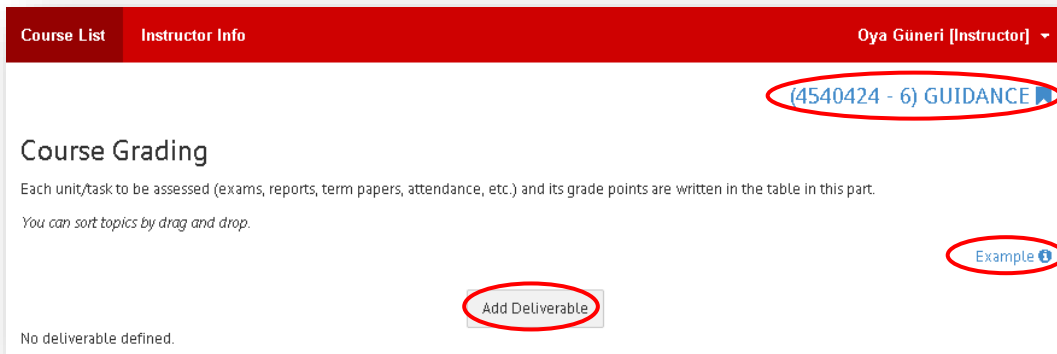 Course List Instructor Info Oya Güneri [Instructor]
(4540424 - 6) GUIDANCE
Course Grading
Each unit/task to be assessed (exams, reports, term papers, attendance, etc.) and its grade points are written in the table in this part.
You can sort topics by drag and drop.
Example
Add Deliverable
No deliverable defined.